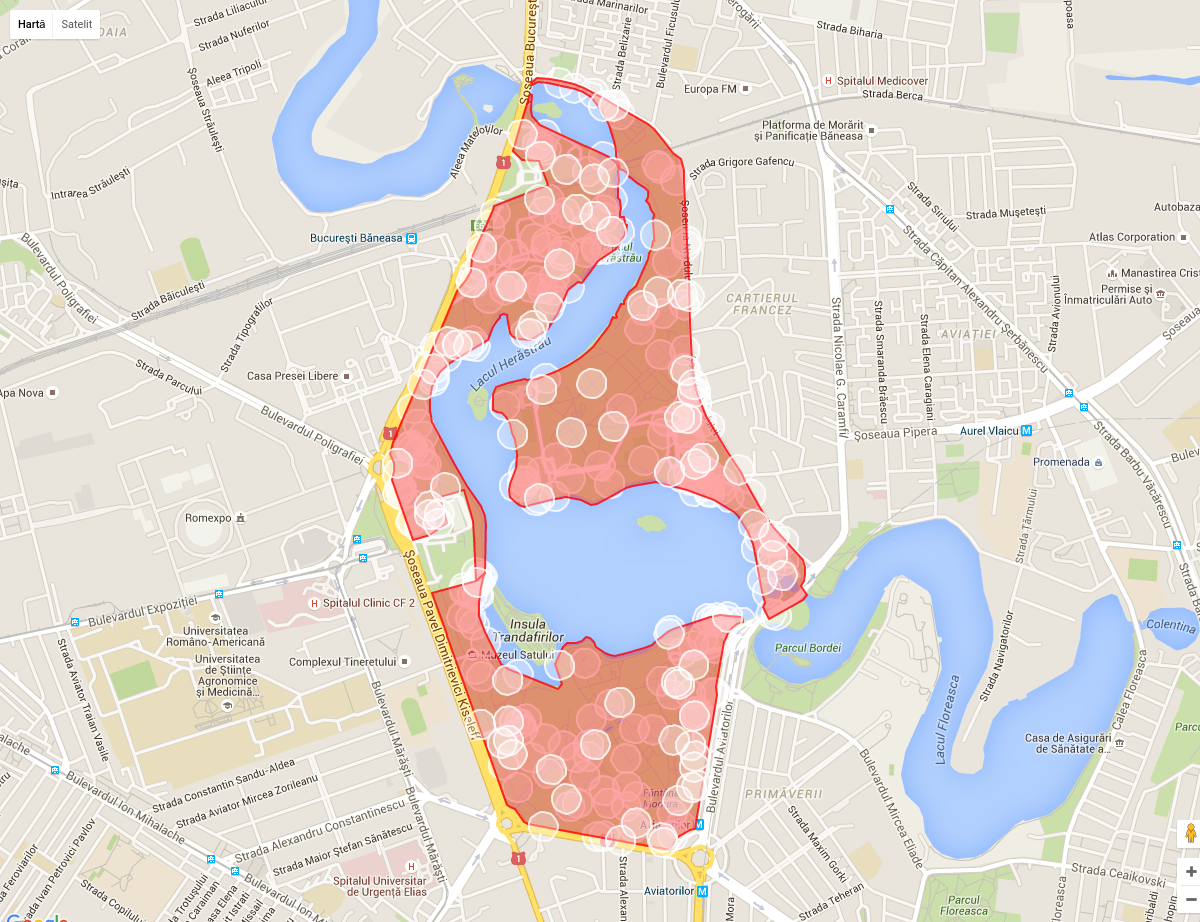 Hartă
Satelit
Strada Liliacului
Strada Nuferilor
Aleea Tripoli
Șoseaua Străulești
Intrarea Străulești
Aleea Mateloților
Șoseaua București
Strada Marinarilor
Strada Belizarie
Bulevardul Ficusului
Europa FM
Strada Biharia
Spitalul Medicover
Strada Berca
Platforma de Morărit
și Panificație Băneasa
Strada Grigore Gafencu
Strada Siriului
Strada Mușetești
Strada Căpitan Alexandru Șerbănescu
Atlas Corporation
Manastirea
Permise și
Înmatriculări Auto
Strada Avionului
AVIAȚIEI
CARTIERUL
FRANCEZ
Strada Nicolae G. Caramfil
Strada Smaranda Brăescu
Strada Elena Caragiani
Șoseaua Pipera
Aurel Vlaicu
Promenada
Strada Barbu Văcărescu
Strada Țărmului
București Băneasa
Bulevardul Poligrafiei
Strada Băiculești
Strada Tipografilor
Strada Parcului
Casa Presei Libere
Apa Nova
Bulevardul Poligrafiei
1
1
Lacul Herăstrău
Romexpo
Șoseaua Pavel Dimitrievici Kiseleff
Spitalul Clinic CF 2
Bulevardul Expoziției
Universitatea
Româno-Americană
Universitatea
de Științe
Agronomice
și Medicină...
Complexul Tineretului
Insula
Trandafirilor
Muzeul Satului
Parcul Bordei
Lacul Floreasca
Strada Navigatorilor
Calea Floreasca
Colentina
Casa de Asigurări
de Sănătate a...
Strada Aviator Traian Vasile
Bulevardul Mărăști
Bulevardul Aviatorilor
PRIMĂVERII
Bulevardul Mircea Eliade
Strada Maxim Gorki
Strada Teheran
Strada Constantin Sandu-Aldea
Strada Aviator Mircea Zorileanu
Strada Alexandru Constantinescu
Strada Maior Ștefan Sănătescu
Bulevardul Ion Mihalache
Bulevardul Mărăști
Spitalul Universitar
de Urgență Elias
1
Aviatorilor
Parcul
Floreasca
Strada Ceaikovski
Strada Ivan Petrovici Pavlov
Strada Copilului